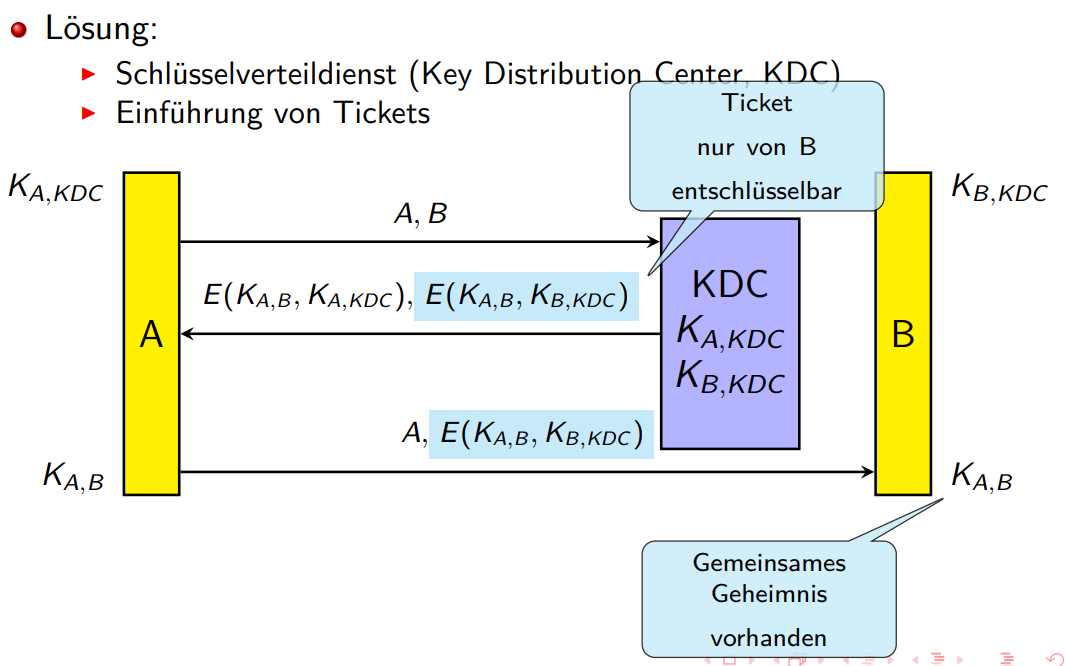 Lösung:
Schlüsselverteildienst (Key Distribution Center, KDC)
Einführung von Tickets
Ticket
nur von B
entschlüsselbar
K_{A,KDC}
K_{B,KDC}
A, B
E(K_{A,B}, K_{A,KDC}), E(K_{A,B}, K_{B,KDC})
KDC
K_{A,KDC}
K_{B,KDC}
A
B
A, E(K_{A,B}, K_{B,KDC})
K_{A,B}
K_{A,B}
Gemeinsames
Geheimnis
vorhanden